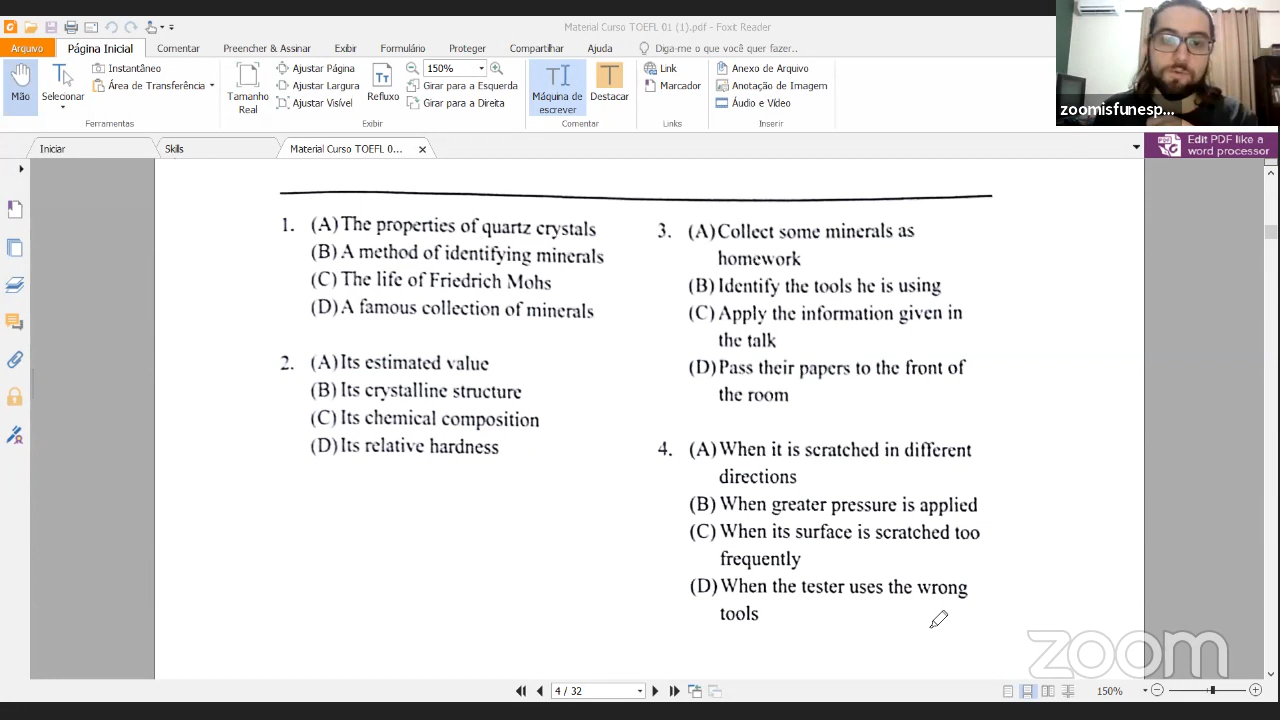 Material Curso TOEFL 01 (1).pdf - Foxit Reader
Arquivo Página Inicial Comentar Preencher & Assinar Exibir Formulário Proteger Compartilhar Ajuda Diga-me o que você quer fazer..
Mão
Selecionar
Instantâneo
Área de Transferência
Ferramentas
Tamanho Real
Ajustar Página
Ajustar Largura
Ajustar Visível
Refluxo
150%
Girar para a Esquerda
Girar para a Direita
Exibir
Máquina de escrever
Destacar
Comentar
Link
Marcador
Links
Anexo de Arquivo
Anotação de Imagem
Áudio e Vídeo
Inserir
zoomisfunesp...
Iniciar Skills Material Curso TOEFL 0...
Edit PDF like a
word processor
1. (A) The properties of quartz crystals
(B) A method of identifying minerals
(C) The life of Friedrich Mohs
(D) A famous collection of minerals
2. (A) Its estimated value
(B) Its crystalline structure
(C) Its chemical composition
(D) Its relative hardness
3. (A) Collect some minerals as
homework
(B) Identify the tools he is using
(C) Apply the information given in
the talk
(D) Pass their papers to the front of
the room
4. (A) When it is scratched in different
directions
(B) When greater pressure is applied
(C) When its surface is scratched too
frequently
(D) When the tester uses the wrong
tools
zoom
4 / 32
150%